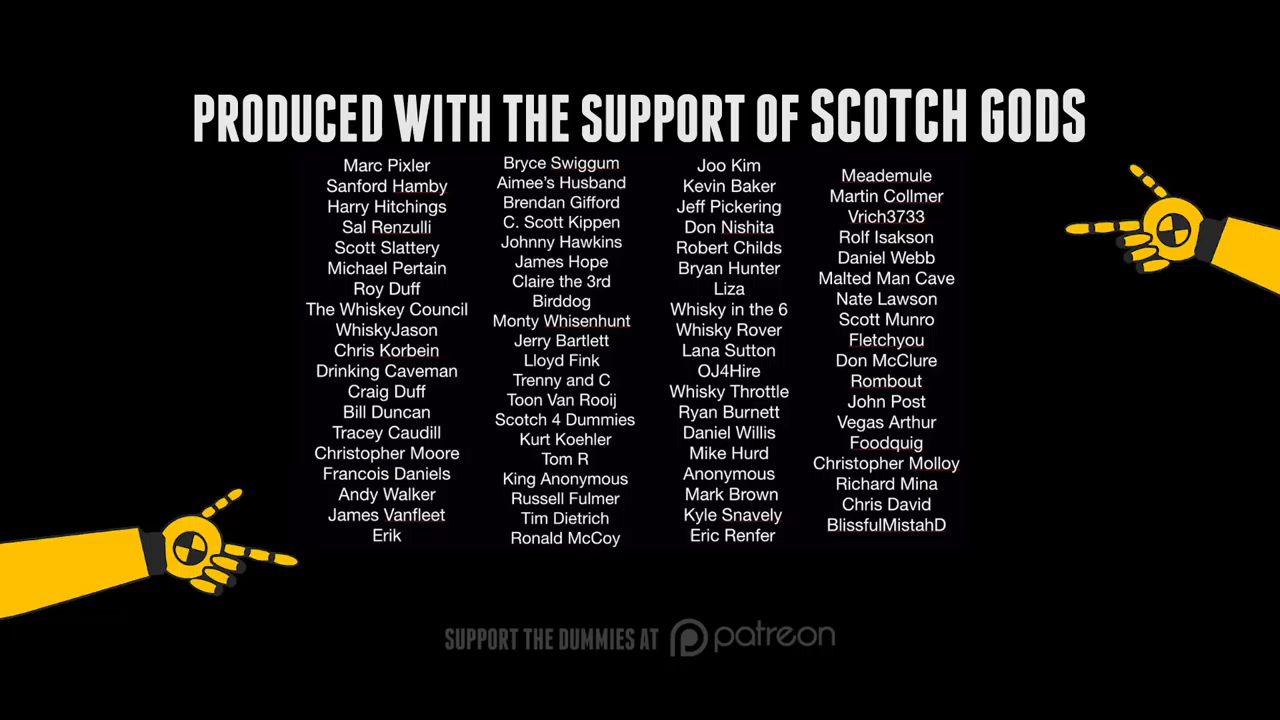 PRODUCED WITH THE SUPPORT OF SCOTCH GODS
Marc Pixler
Sanford Hamby
Harry Hitchings
Sal Renzulli
Scott Slattery
Michael Pertain
Roy Duff
The Whiskey Council
WhiskyJason
Chris Korbein
Drinking Caveman
Craig Duff
Bill Duncan
Tracey Caudill
Christopher Moore
Francois Daniels
Andy Walker
James Vanfleet
Erik
Bryce Swiggum
Aimee's Husband
Brendan Gifford
C. Scott Kippen
Johnny Hawkins
James Hope
Claire the 3rd
Birddog
Monty Whisenhunt
Jerry Bartlett
Lloyd Fink
Trenny and C
Toon Van Rooij
Scotch 4 Dummies
Kurt Koehler
Tom R
King Anonymous
Russell Fulmer
Tim Dietrich
Ronald McCoy
Joo Kim
Kevin Baker
Jeff Pickering
Don Nishita
Robert Childs
Bryan Hunter
Liza
Whisky in the 6
Whisky Rover
Lana Sutton
OJ4Hire
Whisky Throttle
Ryan Burnett
Daniel Willis
Mike Hurd
Anonymous
Mark Brown
Kyle Snavely
Eric Renfer
Meademule
Martin Collmer
Vrich3733
Rolf Isakson
Daniel Webb
Malted Man Cave
Nate Lawson
Scott Munro
Fletchyou
Don McClure
Rombout
John Post
Vegas Arthur
Foodquig
Christopher Molloy
Richard Mina
Chris David
BlissfulMistahD
SUPPORT THE DUMMIES AT patreon